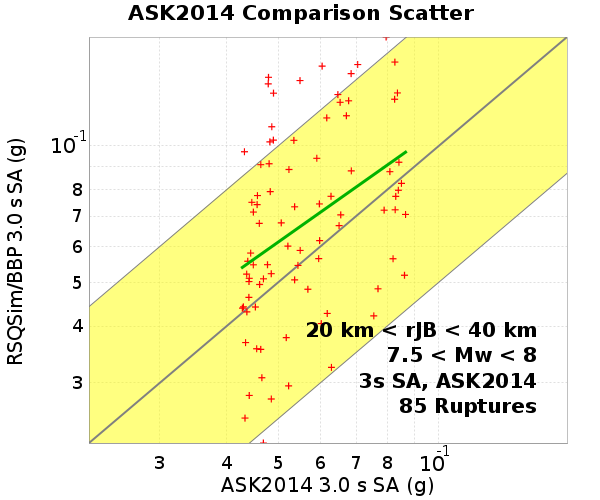 ASK2014 Comparison Scatter
RSQSim/BBP 3.0 s SA (g)
10-1
8
7
6
5
4
3
20 km < rJB < 40 km
7.5 < Mw < 8
3s SA, ASK2014
85 Ruptures
3 4 5 6 7 8 10-1
ASK2014 3.0 s SA (g)